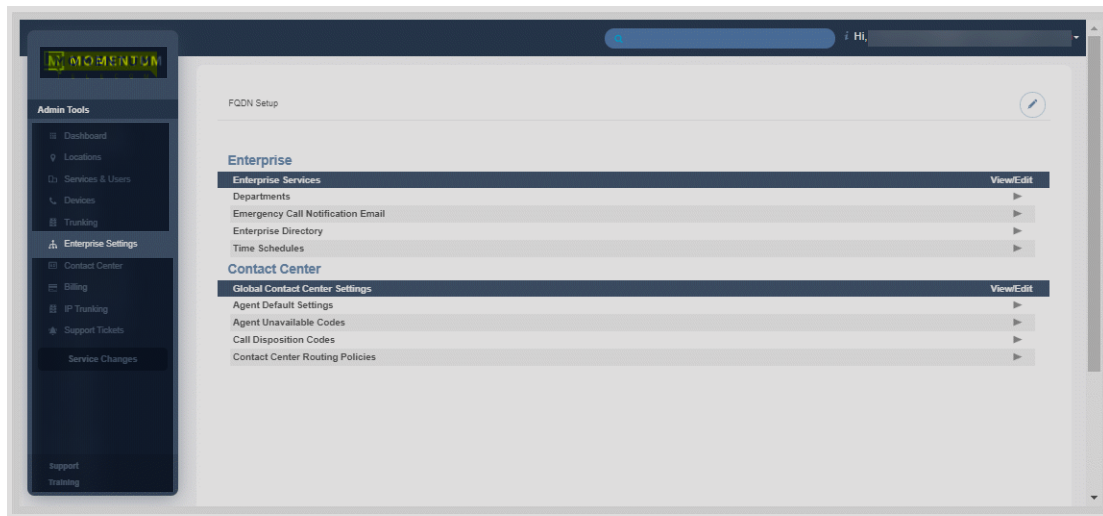 MOMENTUM
Hi,
Admin Tools
Dashboard
Locations
Services & Users
Devices
Trunking
Enterprise Settings
Contact Center
Billing
IP Trunking
Support Tickets
Service Changes
Support
Training
FQDN Setup
Enterprise
Enterprise Services View/Edit
Departments
Emergency Call Notification Email
Enterprise Directory
Time Schedules
Contact Center
Global Contact Center Settings View/Edit
Agent Default Settings
Agent Unavailable Codes
Call Disposition Codes
Contact Center Routing Policies